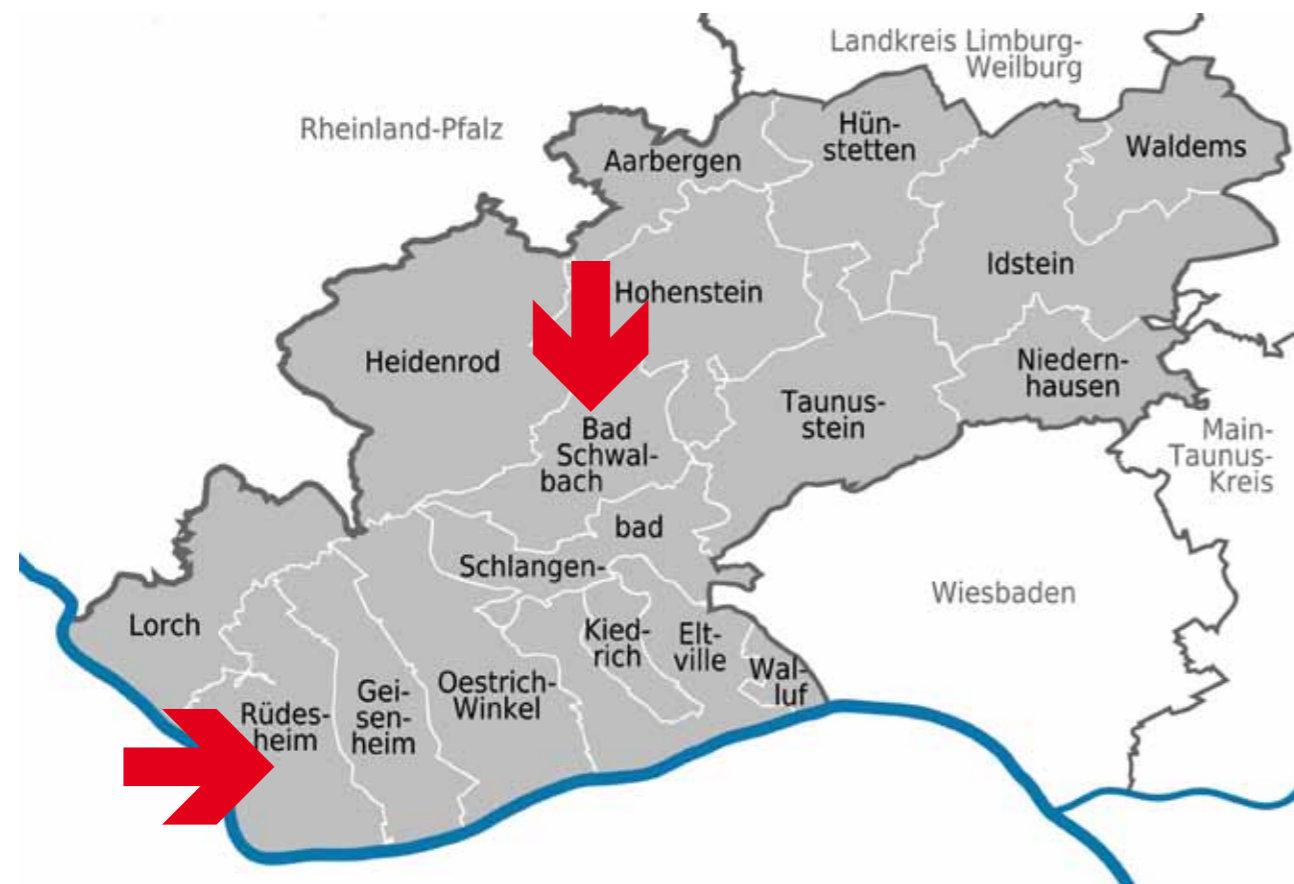 Landkreis Limburg-
Weilburg
Rheinland-Pfalz
Hün-
stetten
Aarbergen
Waldems
Idstein
Hohenstein
Heidenrod
Niedern-
hausen
Taunus-
stein
Bad
Schwal-
bach
Main-
Taunus-
Kreis
bad
Schlangen-
Wiesbaden
Lorch
Kied-
rich
Elt-
ville
Wal-
luf
Oestrich-
Winkel
Gei-
sen-
heim
Rüdes-
heim